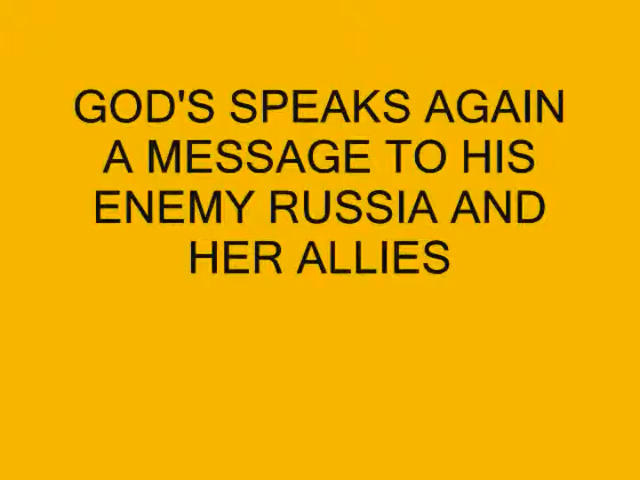 GOD'S SPEAKS AGAIN
A MESSAGE TO HIS
ENEMY RUSSIA AND
HER ALLIES